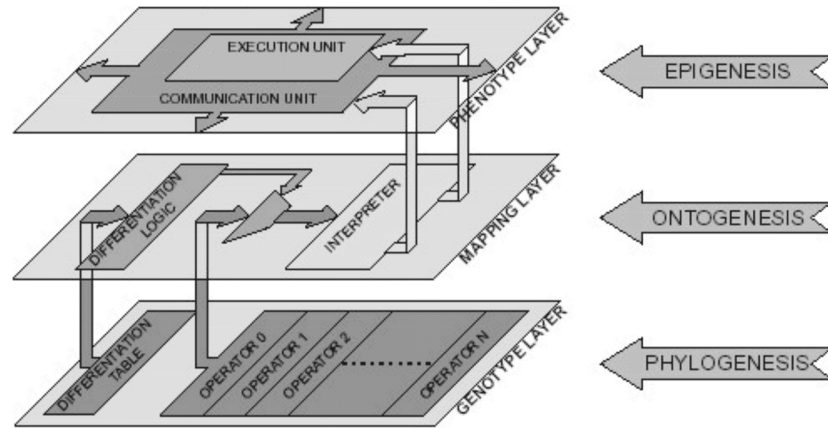 EXECUTION UNIT
COMMUNICATION UNIT
PHENOTYPE LAYER
EPIGENESIS
DIFFERENTIATION
LOGIC
INTERPRETER
MAPPING LAYER
ONTOGENESIS
DIFFERENTIATION
TABLE
OPERATOR 0
OPERATOR 1
OPERATOR 2
OPERATOR N
GENOTYPE LAYER
PHYLOGENESIS